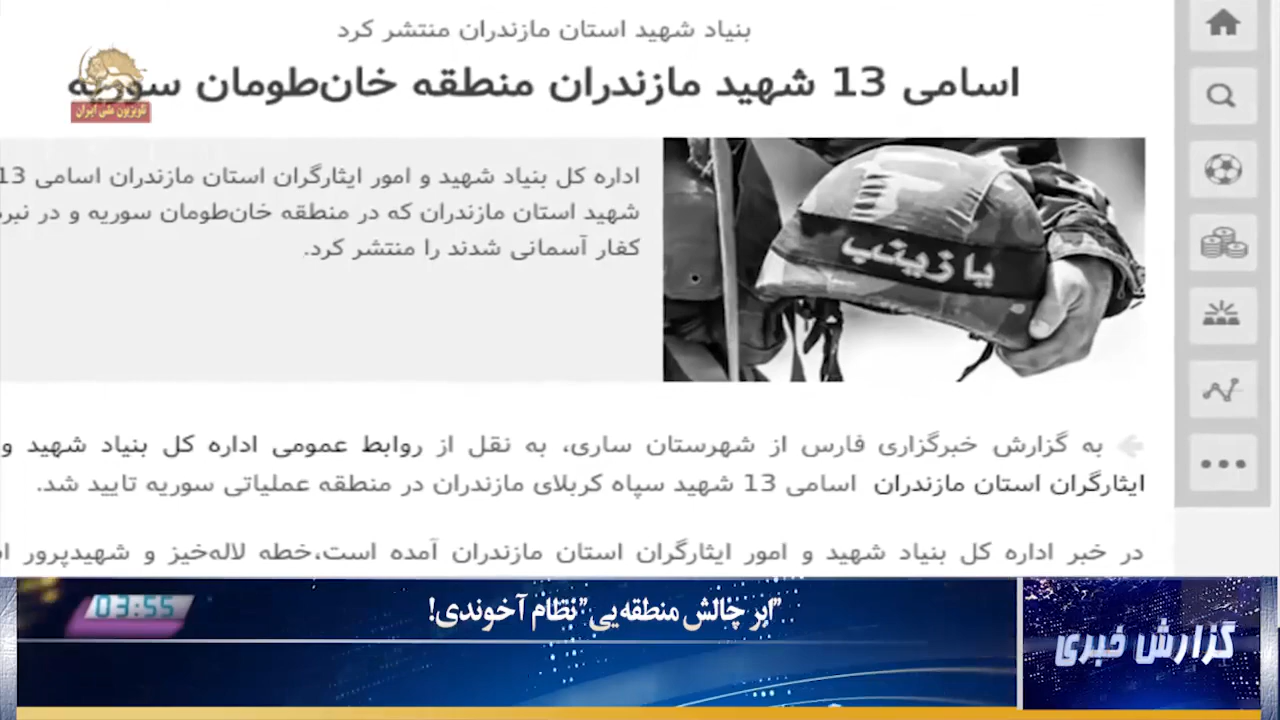 بنیاد شهید استان مازندران منتشر کرد
اسامی 13 شهید مازندران منطقه خان‌طومان سوریه
تلویزیون ملی ایران
اداره کل بنیاد شهید و امور ایثارگران استان مازندران اسامی 13
شهید استان مازندران که در منطقه خان‌طومان سوریه و در نبرد
کفار آسمانی شدند را منتشر کرد.
یا زینب
به گزارش خبرگزاری فارس از شهرستان ساری، به نقل از روابط عمومی اداره کل بنیاد شهید و
ایثارگران استان مازندران اسامی 13 شهید سپاه کربلای مازندران در منطقه عملیاتی سوریه تایید شد.
در خبر اداره کل بنیاد شهید و امور ایثارگران استان مازندران آمده است،خطه لاله‌خیز و شهیدپرور
"ابر چالش منطقه‌یی" نظام آخوندی!
03:55
گزارش خبری